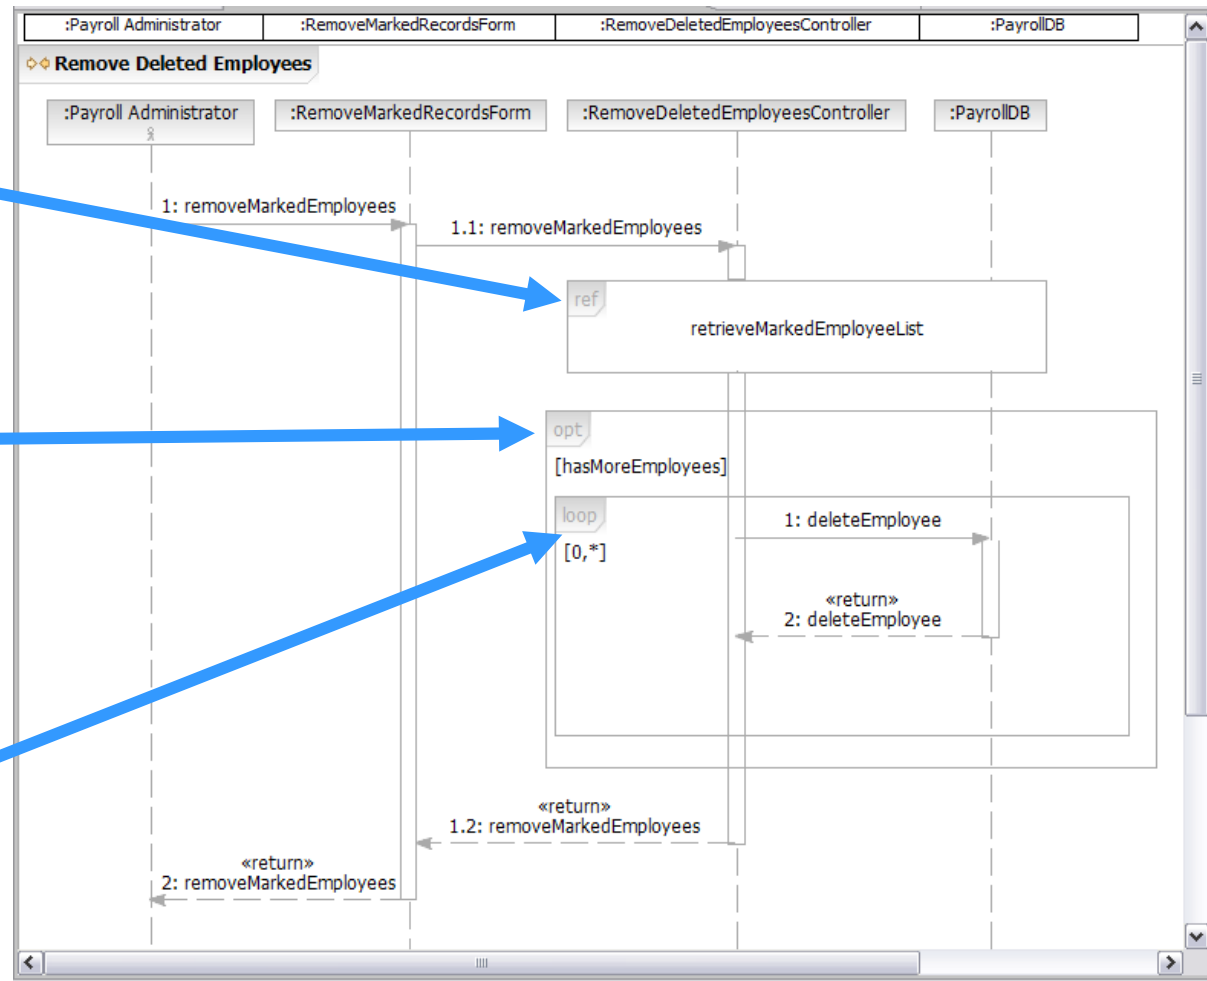 :Payroll Administrator :RemoveMarkedRecordsForm :RemoveDeletedEmployeesController :PayrollDB
Remove Deleted Employees
:Payroll Administrator :RemoveMarkedRecordsForm :RemoveDeletedEmployeesController :PayrollDB
1: removeMarkedEmployees
1.1: removeMarkedEmployees
ref
retrieveMarkedEmployeeList
opt
[hasMoreEmployees]
loop
1: deleteEmployee
[0,*]
«return»
2: deleteEmployee
«return»
1.2: removeMarkedEmployees
«return»
2: removeMarkedEmployees